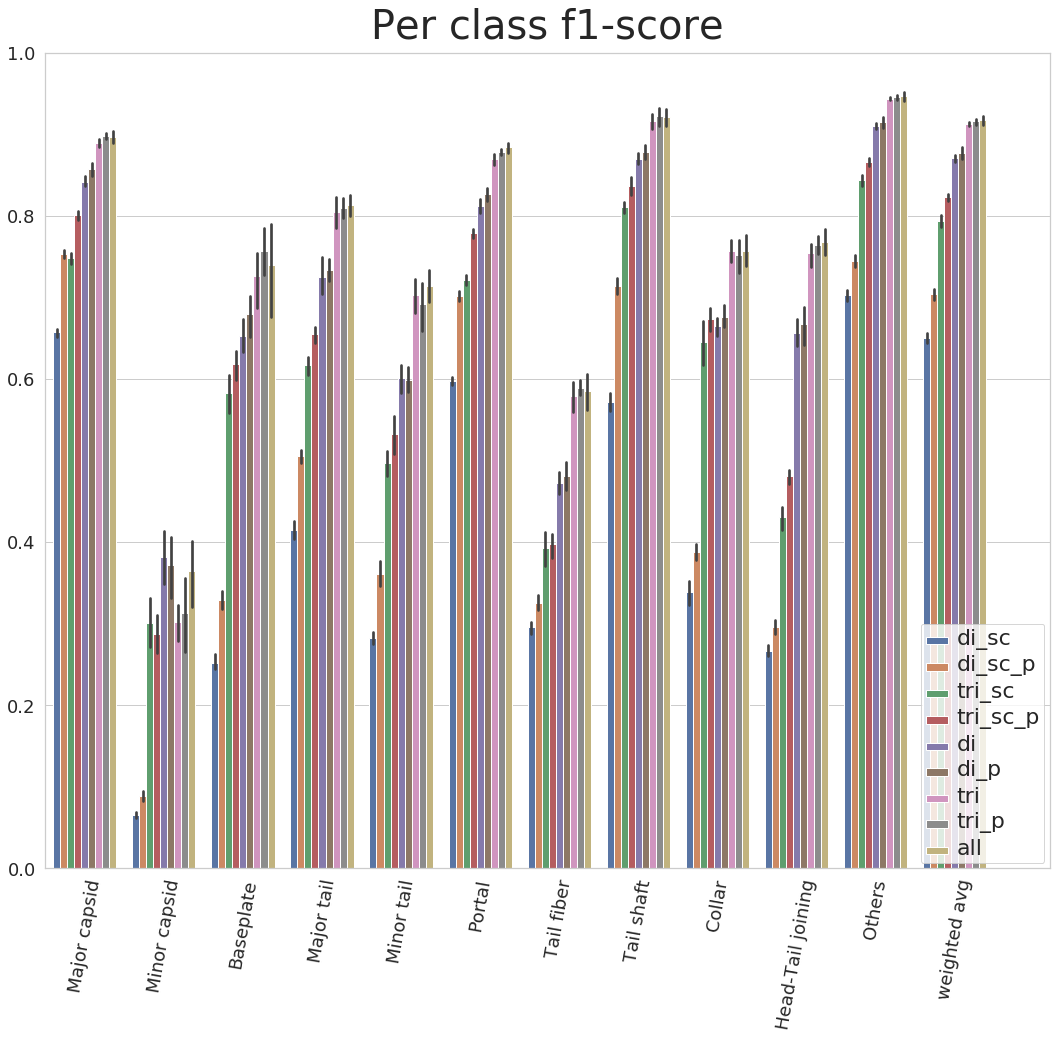 Per class f1-score
1.0
0.8
0.6
0.4
0.2
0.0
Major capsid
Minor capsid
Baseplate
Major tail
Minor tail
Portal
Tail fiber
Tail shaft
Collar
Head-Tail joining
Others
weighted avg
di_sc
di_sc_p
tri_sc
tri_sc_p
di
di_p
tri
tri_p
all